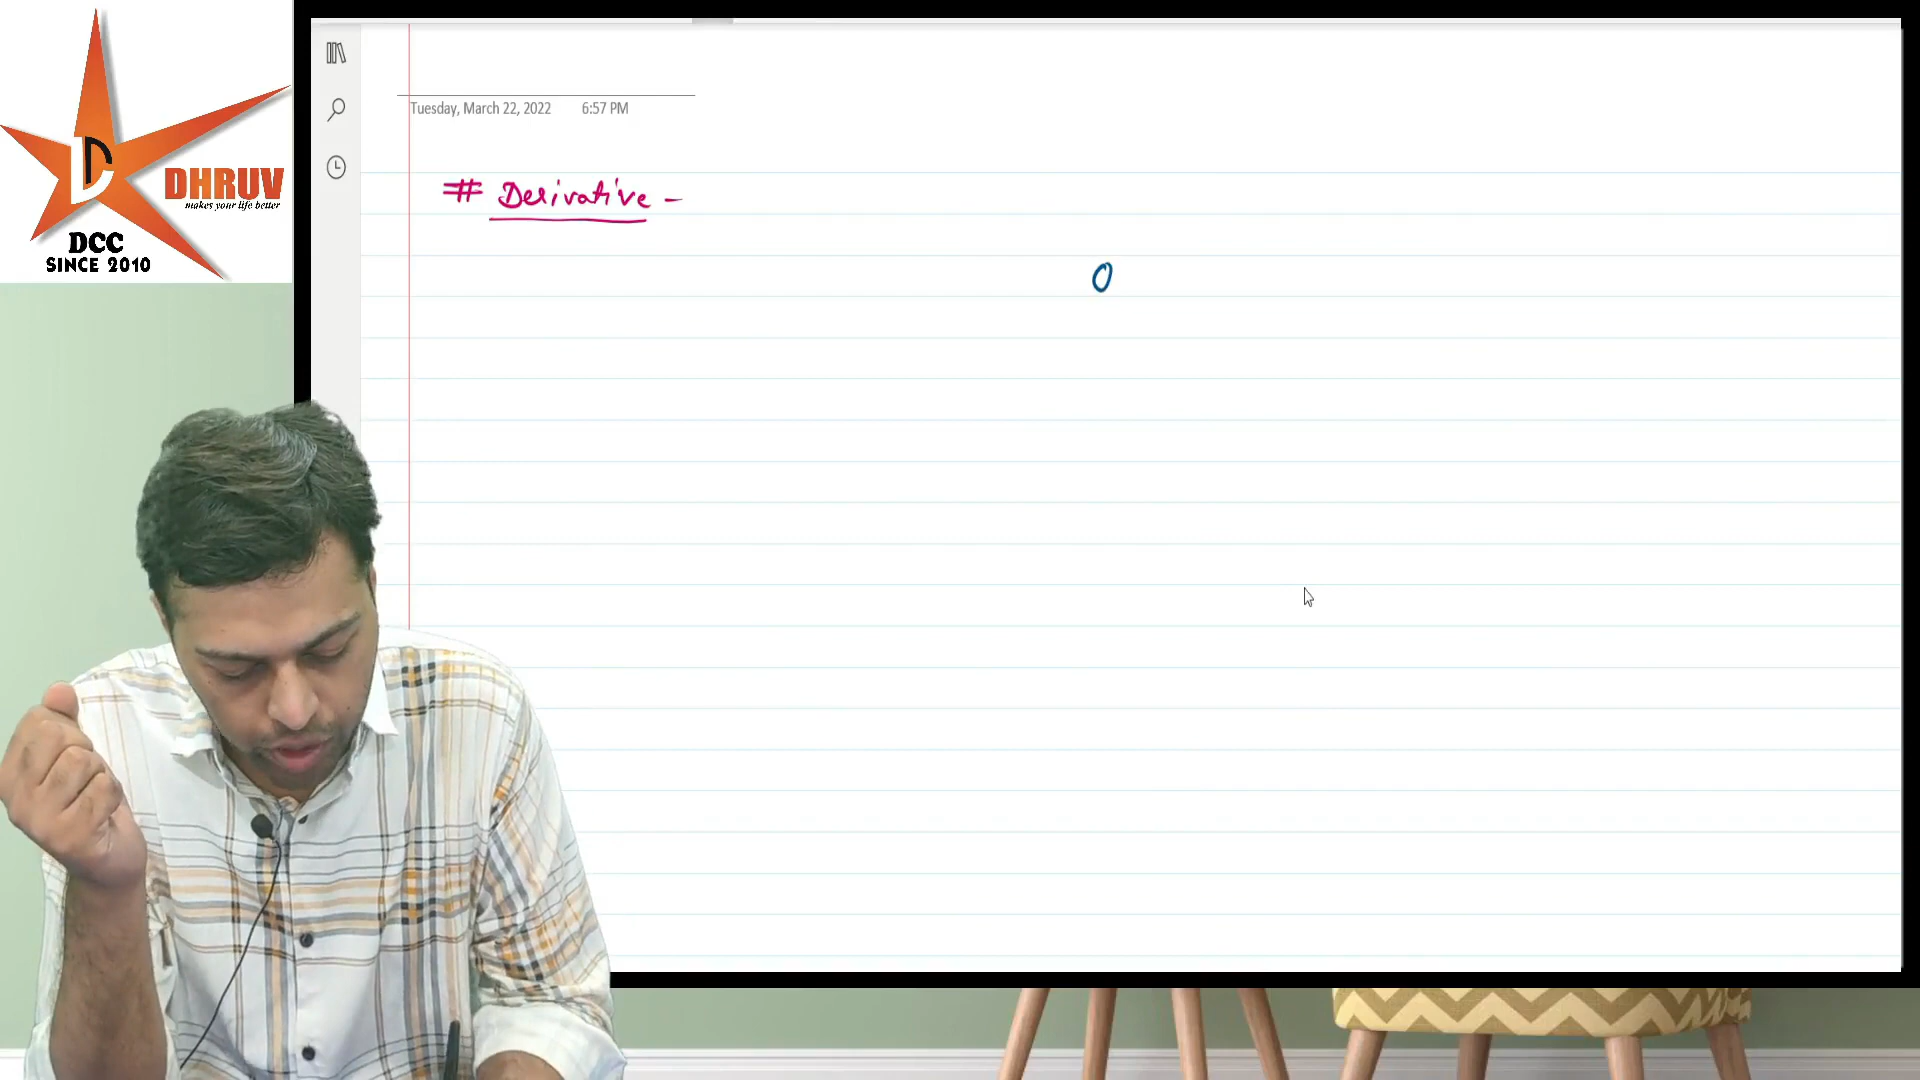 DHRUV
makes your life better
DCC
SINCE 2010
Tuesday, March 22, 2022 6:57 PM
# Derivative -
0